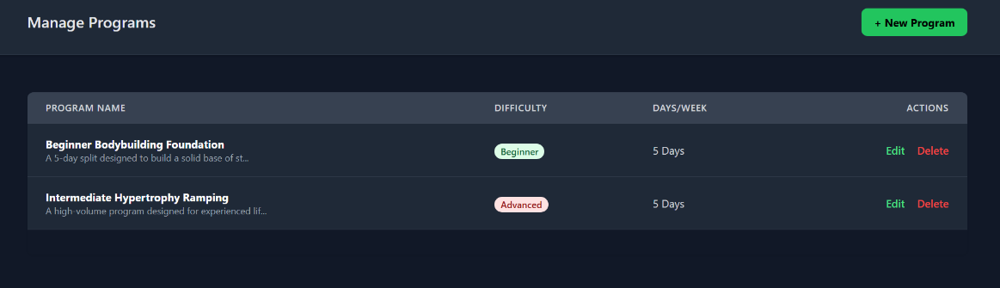 Manage Programs
+ New Program
PROGRAM NAME DIFFICULTY DAYS/WEEK ACTIONS
Beginner Bodybuilding Foundation
A 5-day split designed to build a solid base of st...
Beginner
5 Days
Edit Delete
Intermediate Hypertrophy Ramping
A high-volume program designed for experienced lif...
Advanced
5 Days
Edit Delete